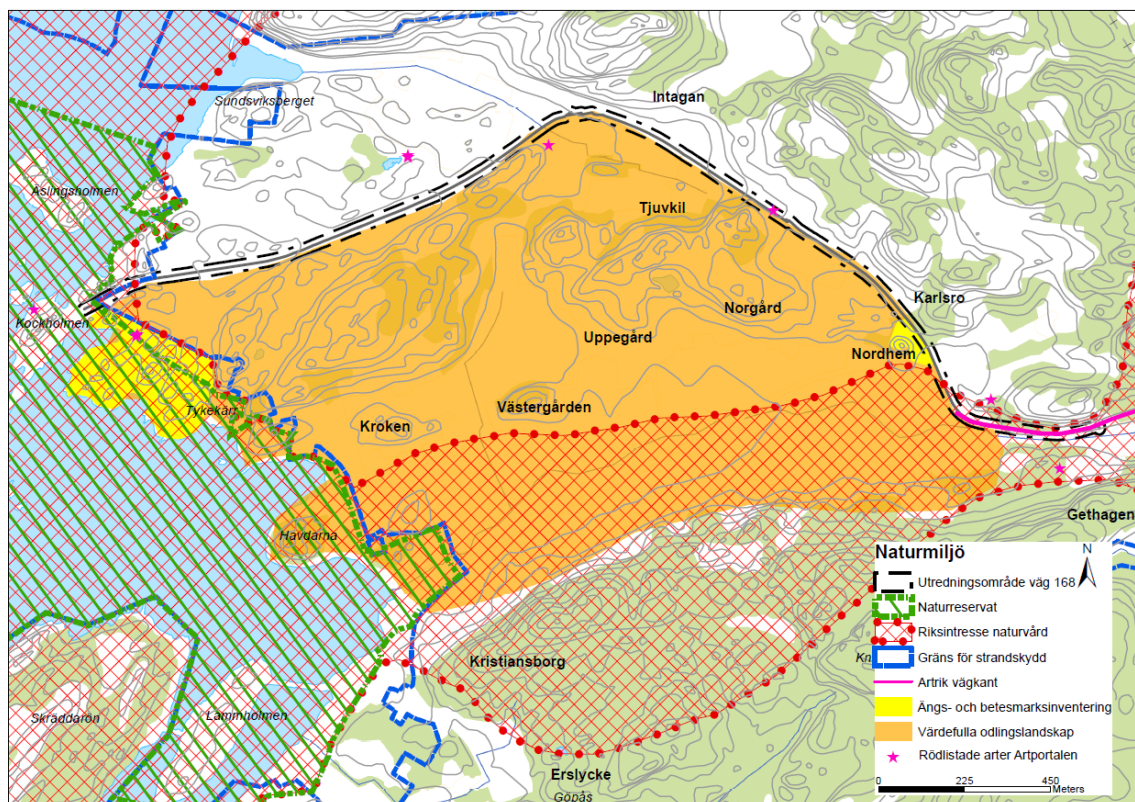 Intagan
Sundsviksberget
Aslingsholmen
Tjuvkil
Karlsro
Norgård
Kockholmen
Uppegård
Nordhem
Tykekärr
Västergården
Kroken
Gethagen
Havdarna
Naturmiljö
N
Utredningsområde väg 168
Naturreservat
Riksintresse naturvård
Gräns för strandskydd
Artrik vägkant
Ängs- och betesmarksinventering
Värdefulla odlingslandskap
Rödlistade arter Artportalen
0 225 450
Meters
Kristiansborg
Skräddarön
Lammholmen
Erslycke
Göpås